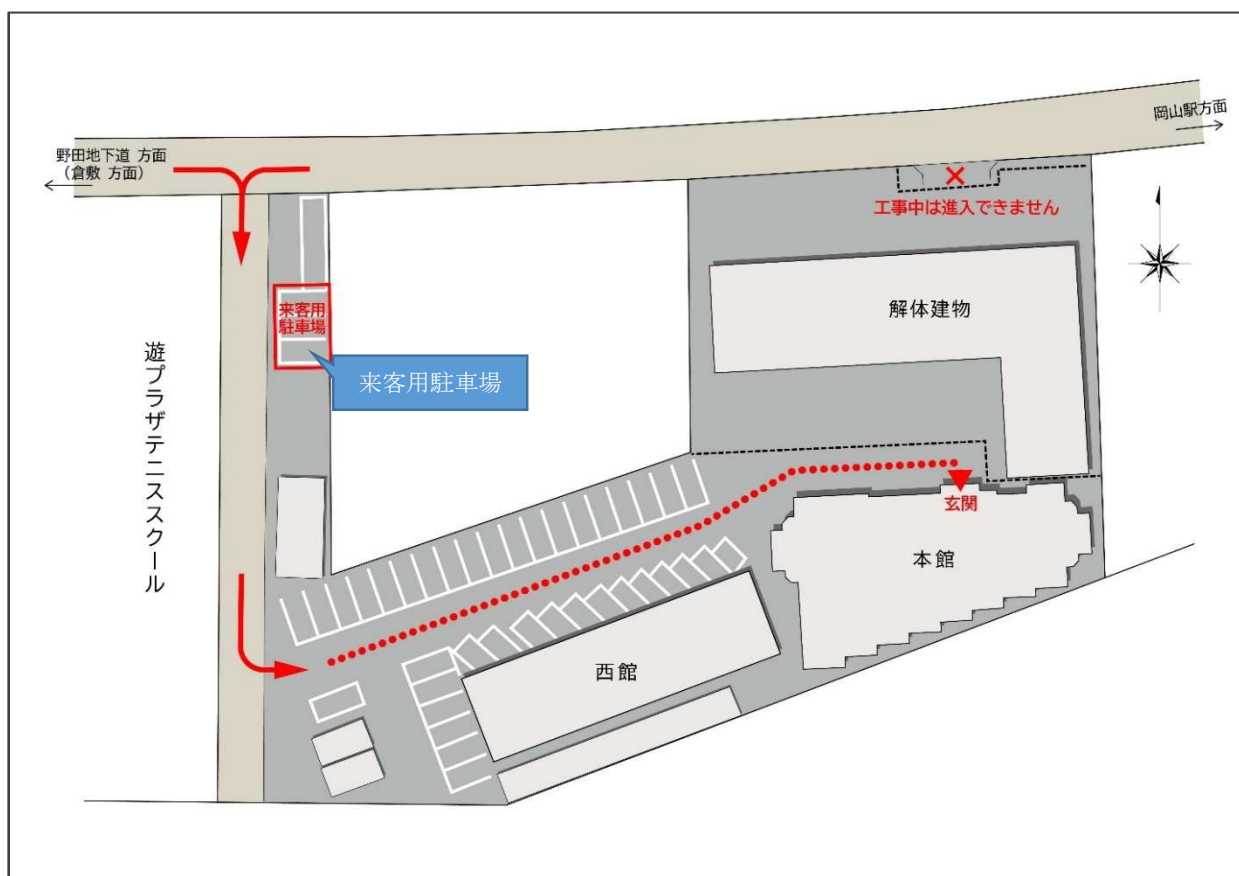 岡山駅方面
野田地下道 方面
(倉敷 方面)
工事中は進入できません
解体建物
来客用
駐車場
来客用駐車場
遊プラザテニススクール
玄関
本館
西館